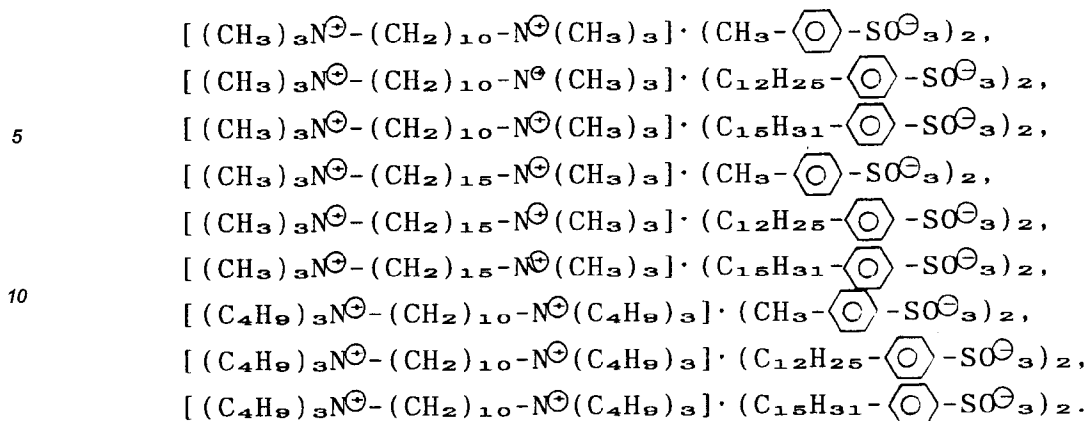 [(CH₃)₃N⊕-(CH₂)₁₀-N⊕(CH₃)₃]·(CH₃-⌬-SO⊖₃)₂,
[(CH₃)₃N⊕-(CH₂)₁₀-N⊕(CH₃)₃]·(C₁₂H₂₅-⌬-SO⊖₃)₂,
5 [(CH₃)₃N⊕-(CH₂)₁₀-N⊕(CH₃)₃]·(C₁₅H₃₁-⌬-SO⊖₃)₂,
[(CH₃)₃N⊕-(CH₂)₁₅-N⊕(CH₃)₃]·(CH₃-⌬-SO⊖₃)₂,
[(CH₃)₃N⊕-(CH₂)₁₅-N⊕(CH₃)₃]·(C₁₂H₂₅-⌬-SO⊖₃)₂,
[(CH₃)₃N⊕-(CH₂)₁₅-N⊕(CH₃)₃]·(C₁₅H₃₁-⌬-SO⊖₃)₂,
10 [(C₄H₉)₃N⊕-(CH₂)₁₀-N⊕(C₄H₉)₃]·(CH₃-⌬-SO⊖₃)₂,
[(C₄H₉)₃N⊕-(CH₂)₁₀-N⊕(C₄H₉)₃]·(C₁₂H₂₅-⌬-SO⊖₃)₂,
[(C₄H₉)₃N⊕-(CH₂)₁₀-N⊕(C₄H₉)₃]·(C₁₅H₃₁-⌬-SO⊖₃)₂.